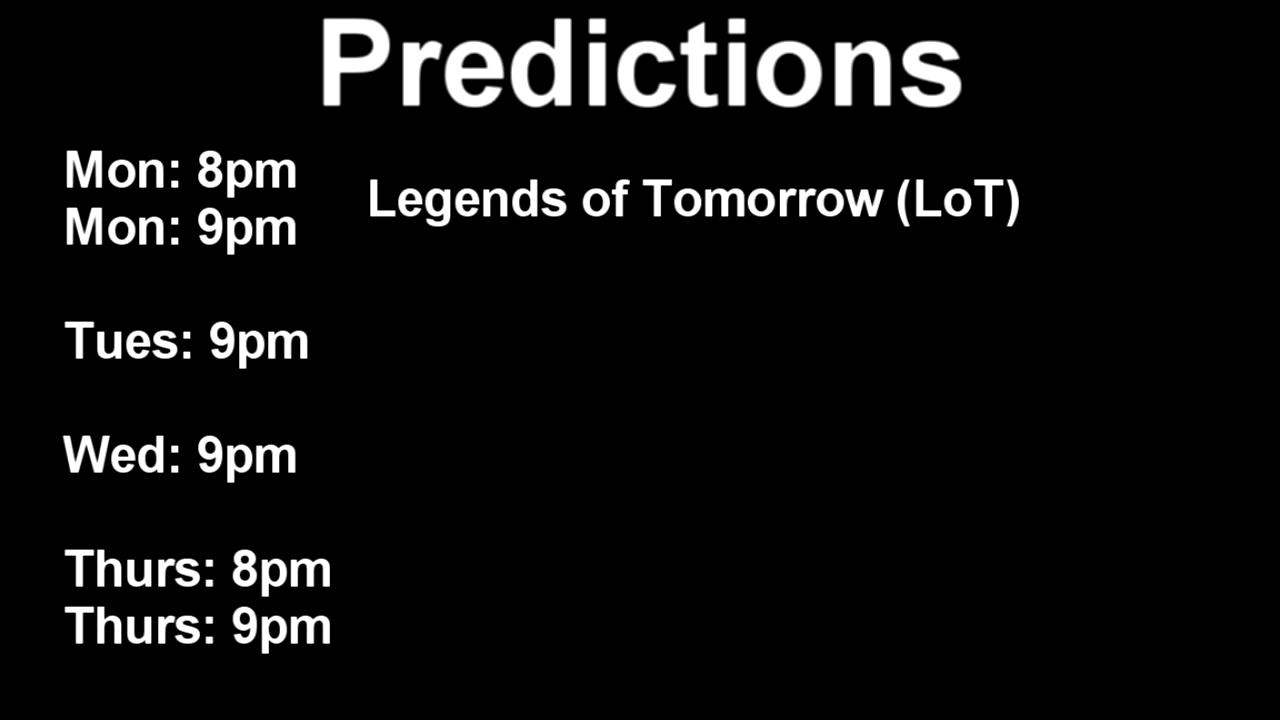 Predictions
Mon: 8pm
Legends of Tomorrow (LoT)
Mon: 9pm
Tues: 9pm
Wed: 9pm
Thurs: 8pm
Thurs: 9pm